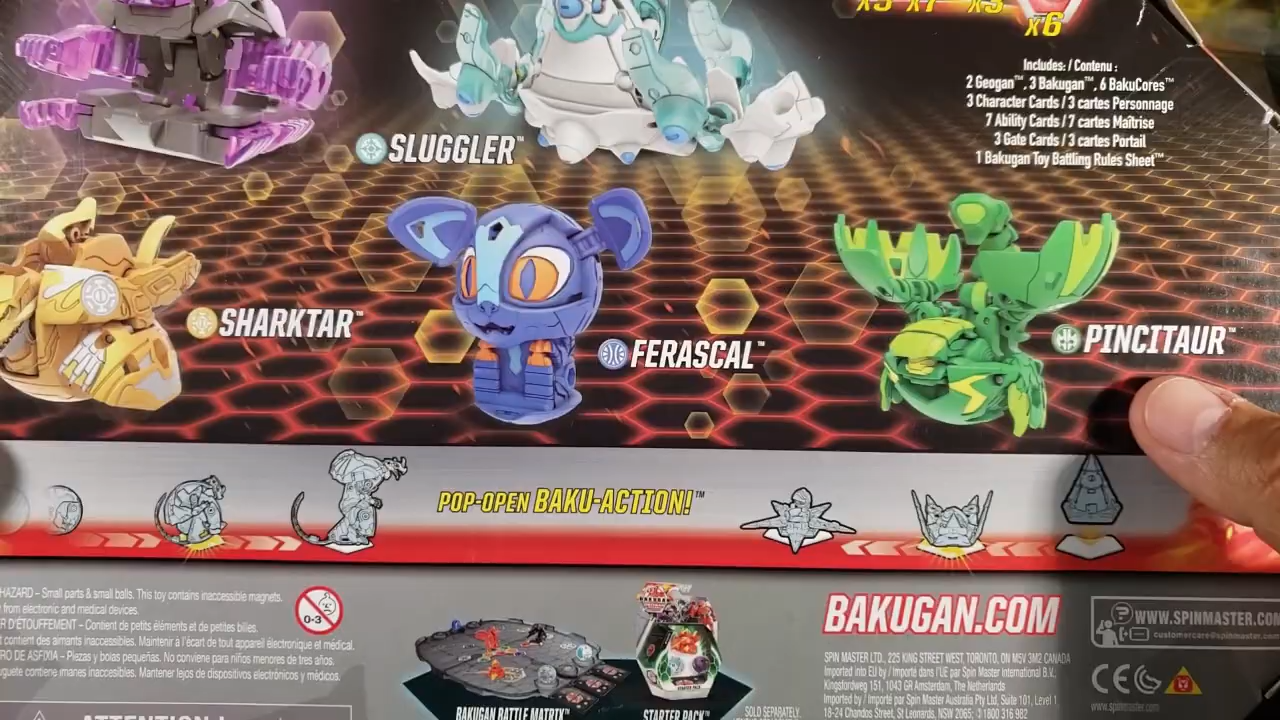 x6
Includes: / Contenu :
2 Geogan™, 3 Bakugan™, 6 BakuCores™
3 Character Cards / 3 cartes Personnage
7 Ability Cards / 7 cartes Maîtrise
3 Gate Cards / 3 cartes Portail
1 Bakugan Toy Battling Rules Sheet™
SLUGGLER™
SHARKTAR™
FERASCAL™
PINCITAUR™
POP-OPEN BAKU-ACTION!™
HAZARD – Small parts & small balls. This toy contains inaccessible magnets.
from electronic and medical devices.
D'ÉTOUFFEMENT – Contient de petits éléments et de petites billes.
contient des aimants inaccessibles. Maintenir à l'écart de tout appareil électronique et médical.
RO DE ASFIXIA – Piezas y bolas pequeñas. No conviene para niños menores de tres años.
contiene imanes inaccesibles. Mantener lejos de dispositivos electrónicos y médicos.
0-3
ATTENTION !
BAKUGAN BATTLE MATRIX™
STARTER PACK™
SOLD SEPARATELY.
BAKUGAN.COM
SPIN MASTER LTD., 225 KING STREET WEST, TORONTO, ON M5V 3M2 CANADA
Imported into EU by / Importé dans l'UE par Spin Master International B.V.,
Kingsfordweg 151, 1043 GR Amsterdam, The Netherlands
Imported by / Importé par Spin Master Australia Pty Ltd, Suite 101, Level 1,
18-24 Chandos Street, St Leonards, NSW 2065; 1800 316 982
WWW.SPINMASTER.COM
customercare@spinmaster.com
CE
www.spinmaster.com